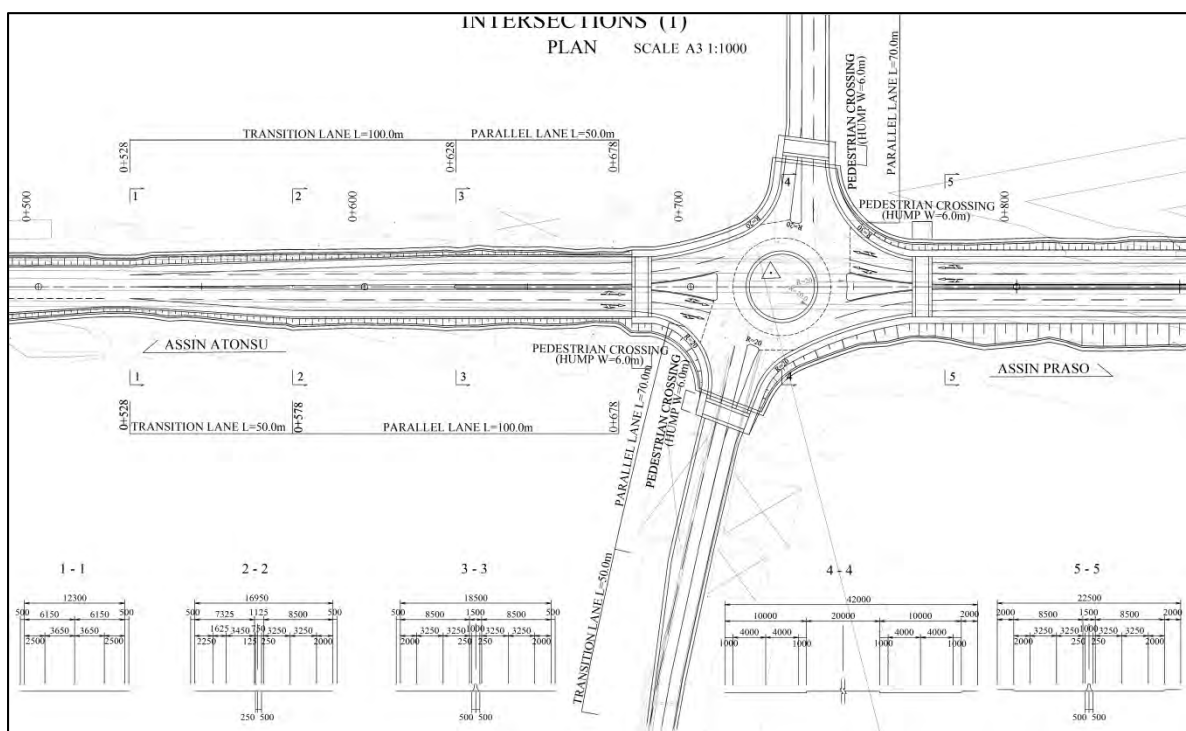 INTERSECTIONS (1)
PLAN SCALE A3 1:1000
TRANSITION LANE L=100.0m PARALLEL LANE L=50.0m
0+528
0+628
0+678
PEDESTRIAN CROSSING
(HUMP W=6.0m)
PARALLEL LANE L=70.0m
1 2 3 4 5
0+500
0+600
0+700
0+800
PEDESTRIAN CROSSING
(HUMP W=6.0m)
R=20
R=20
R=30
ASSIN ATONSU
PEDESTRIAN CROSSING
(HUMP W=6.0m)
R=20
R=20
ASSIN PRASO
1 2 3 4 5
0+528
0+578
0+678
TRANSITION LANE L=50.0m PARALLEL LANE L=100.0m
PARALLEL LANE L=70.0m
PEDESTRIAN CROSSING
(HUMP W=6.0m)
TRANSITION LANE L=50.0m
1 - 1
12300
500 6150 6150 500
3650 3650
2500 2500
2 - 2
16950
500 7325 1125 8500 500
1625 3450 750 3250 3250
2250 125 250 2000
250 500
3 - 3
18500
500 8500 1500 8500 500
3250 3250 1000 3250 3250
2000 250 250 2000
500 500
4 - 4
42000
10000 20000 10000 2000
4000 4000 4000 4000
1000 1000 1000 1000
5 - 5
22500
2000 8500 1500 8500 2000
3250 3250 1000 3250 3250
2000 250 250 2000
500 500